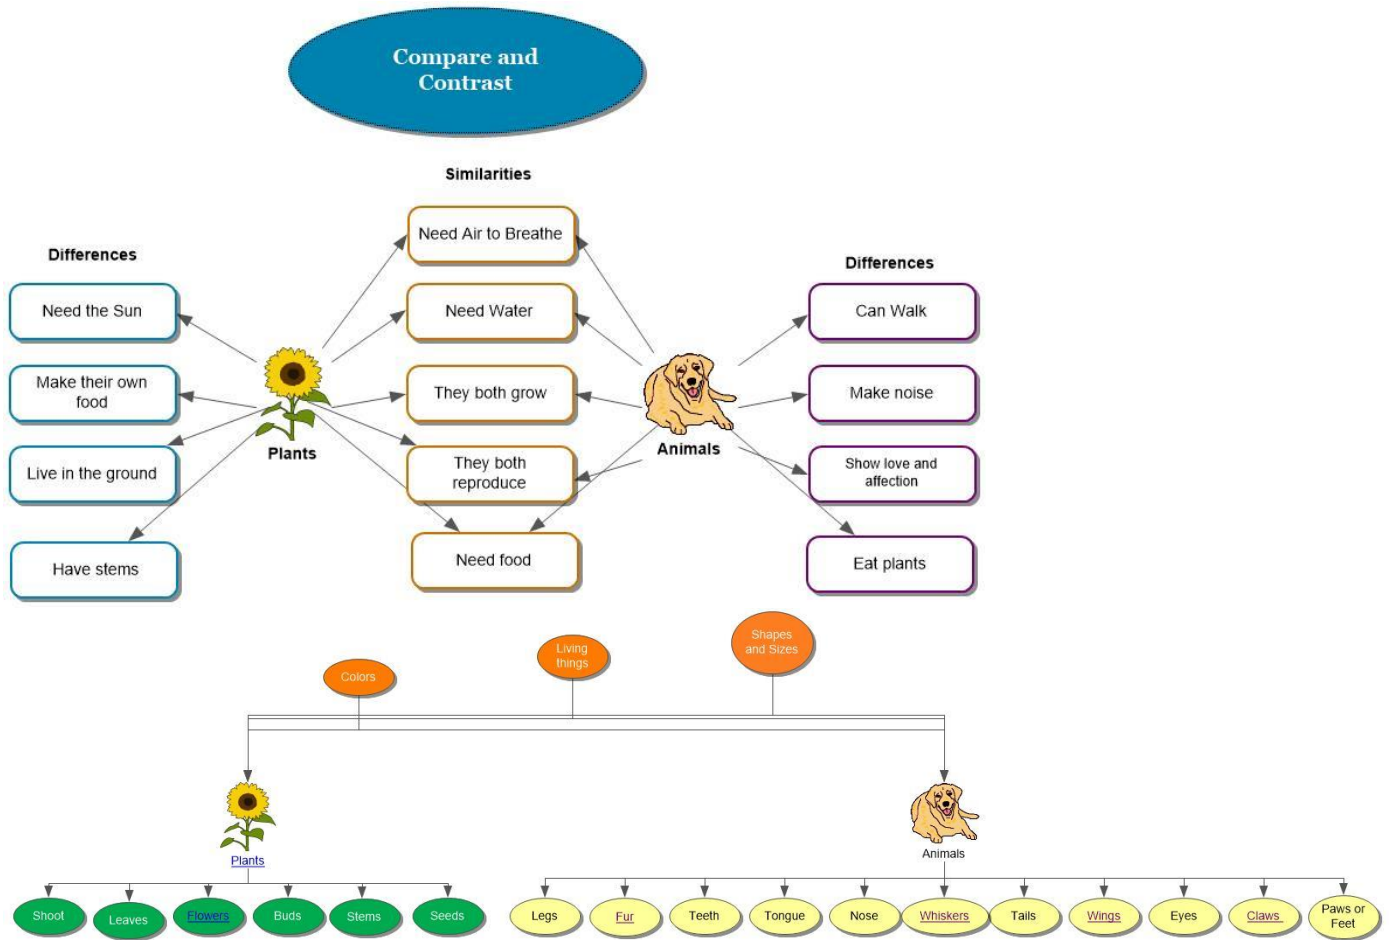 Compare and
Contrast
Similarities
Differences
Differences
Need Air to Breathe
Need the Sun
Need Water
Can Walk
Make their own
food
They both grow
Make noise
Plants
Animals
Live in the ground
They both
reproduce
Show love and
affection
Have stems
Need food
Eat plants
Colors
Living
things
Shapes
and Sizes
Plants
Animals
Shoot
Leaves
Flowers
Buds
Stems
Seeds
Legs
Fur
Teeth
Tongue
Nose
Whiskers
Tails
Wings
Eyes
Claws
Paws or
Feet